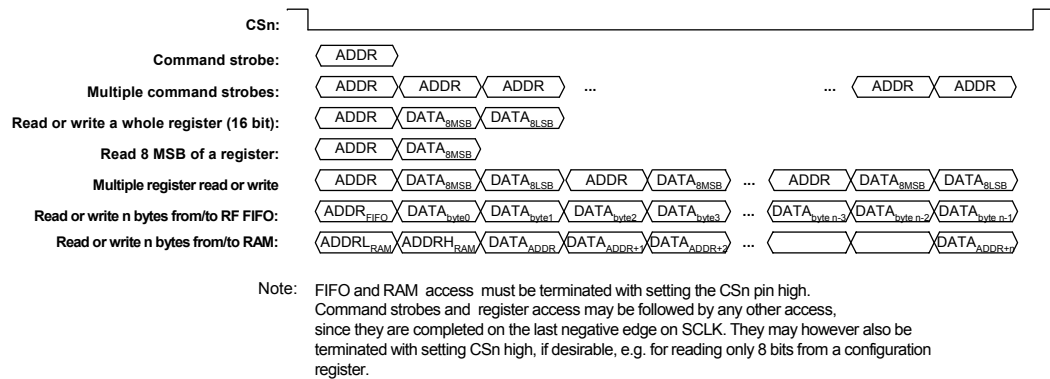 CSn:
Command strobe: ADDR
Multiple command strobes: ADDR ADDR ADDR ... ... ADDR ADDR
Read or write a whole register (16 bit): ADDR DATA8MSB DATA8LSB
Read 8 MSB of a register: ADDR DATA8MSB
Multiple register read or write ADDR DATA8MSB DATA8LSB ADDR DATA8MSB ... ADDR DATA8MSB DATA8LSB
Read or write n bytes from/to RF FIFO: ADDRFIFO DATAbyte0 DATAbyte1 DATAbyte2 DATAbyte3 ... DATAbyte n-3 DATAbyte n-2 DATAbyte n-1
Read or write n bytes from/to RAM: ADDRLRAM ADDRHRAM DATAADDR DATAADDR+1 DATAADDR+2 ... DATAADDR+n
Note: FIFO and RAM access must be terminated with setting the CSn pin high.
Command strobes and register access may be followed by any other access,
since they are completed on the last negative edge on SCLK. They may however also be
terminated with setting CSn high, if desirable, e.g. for reading only 8 bits from a configuration
register.